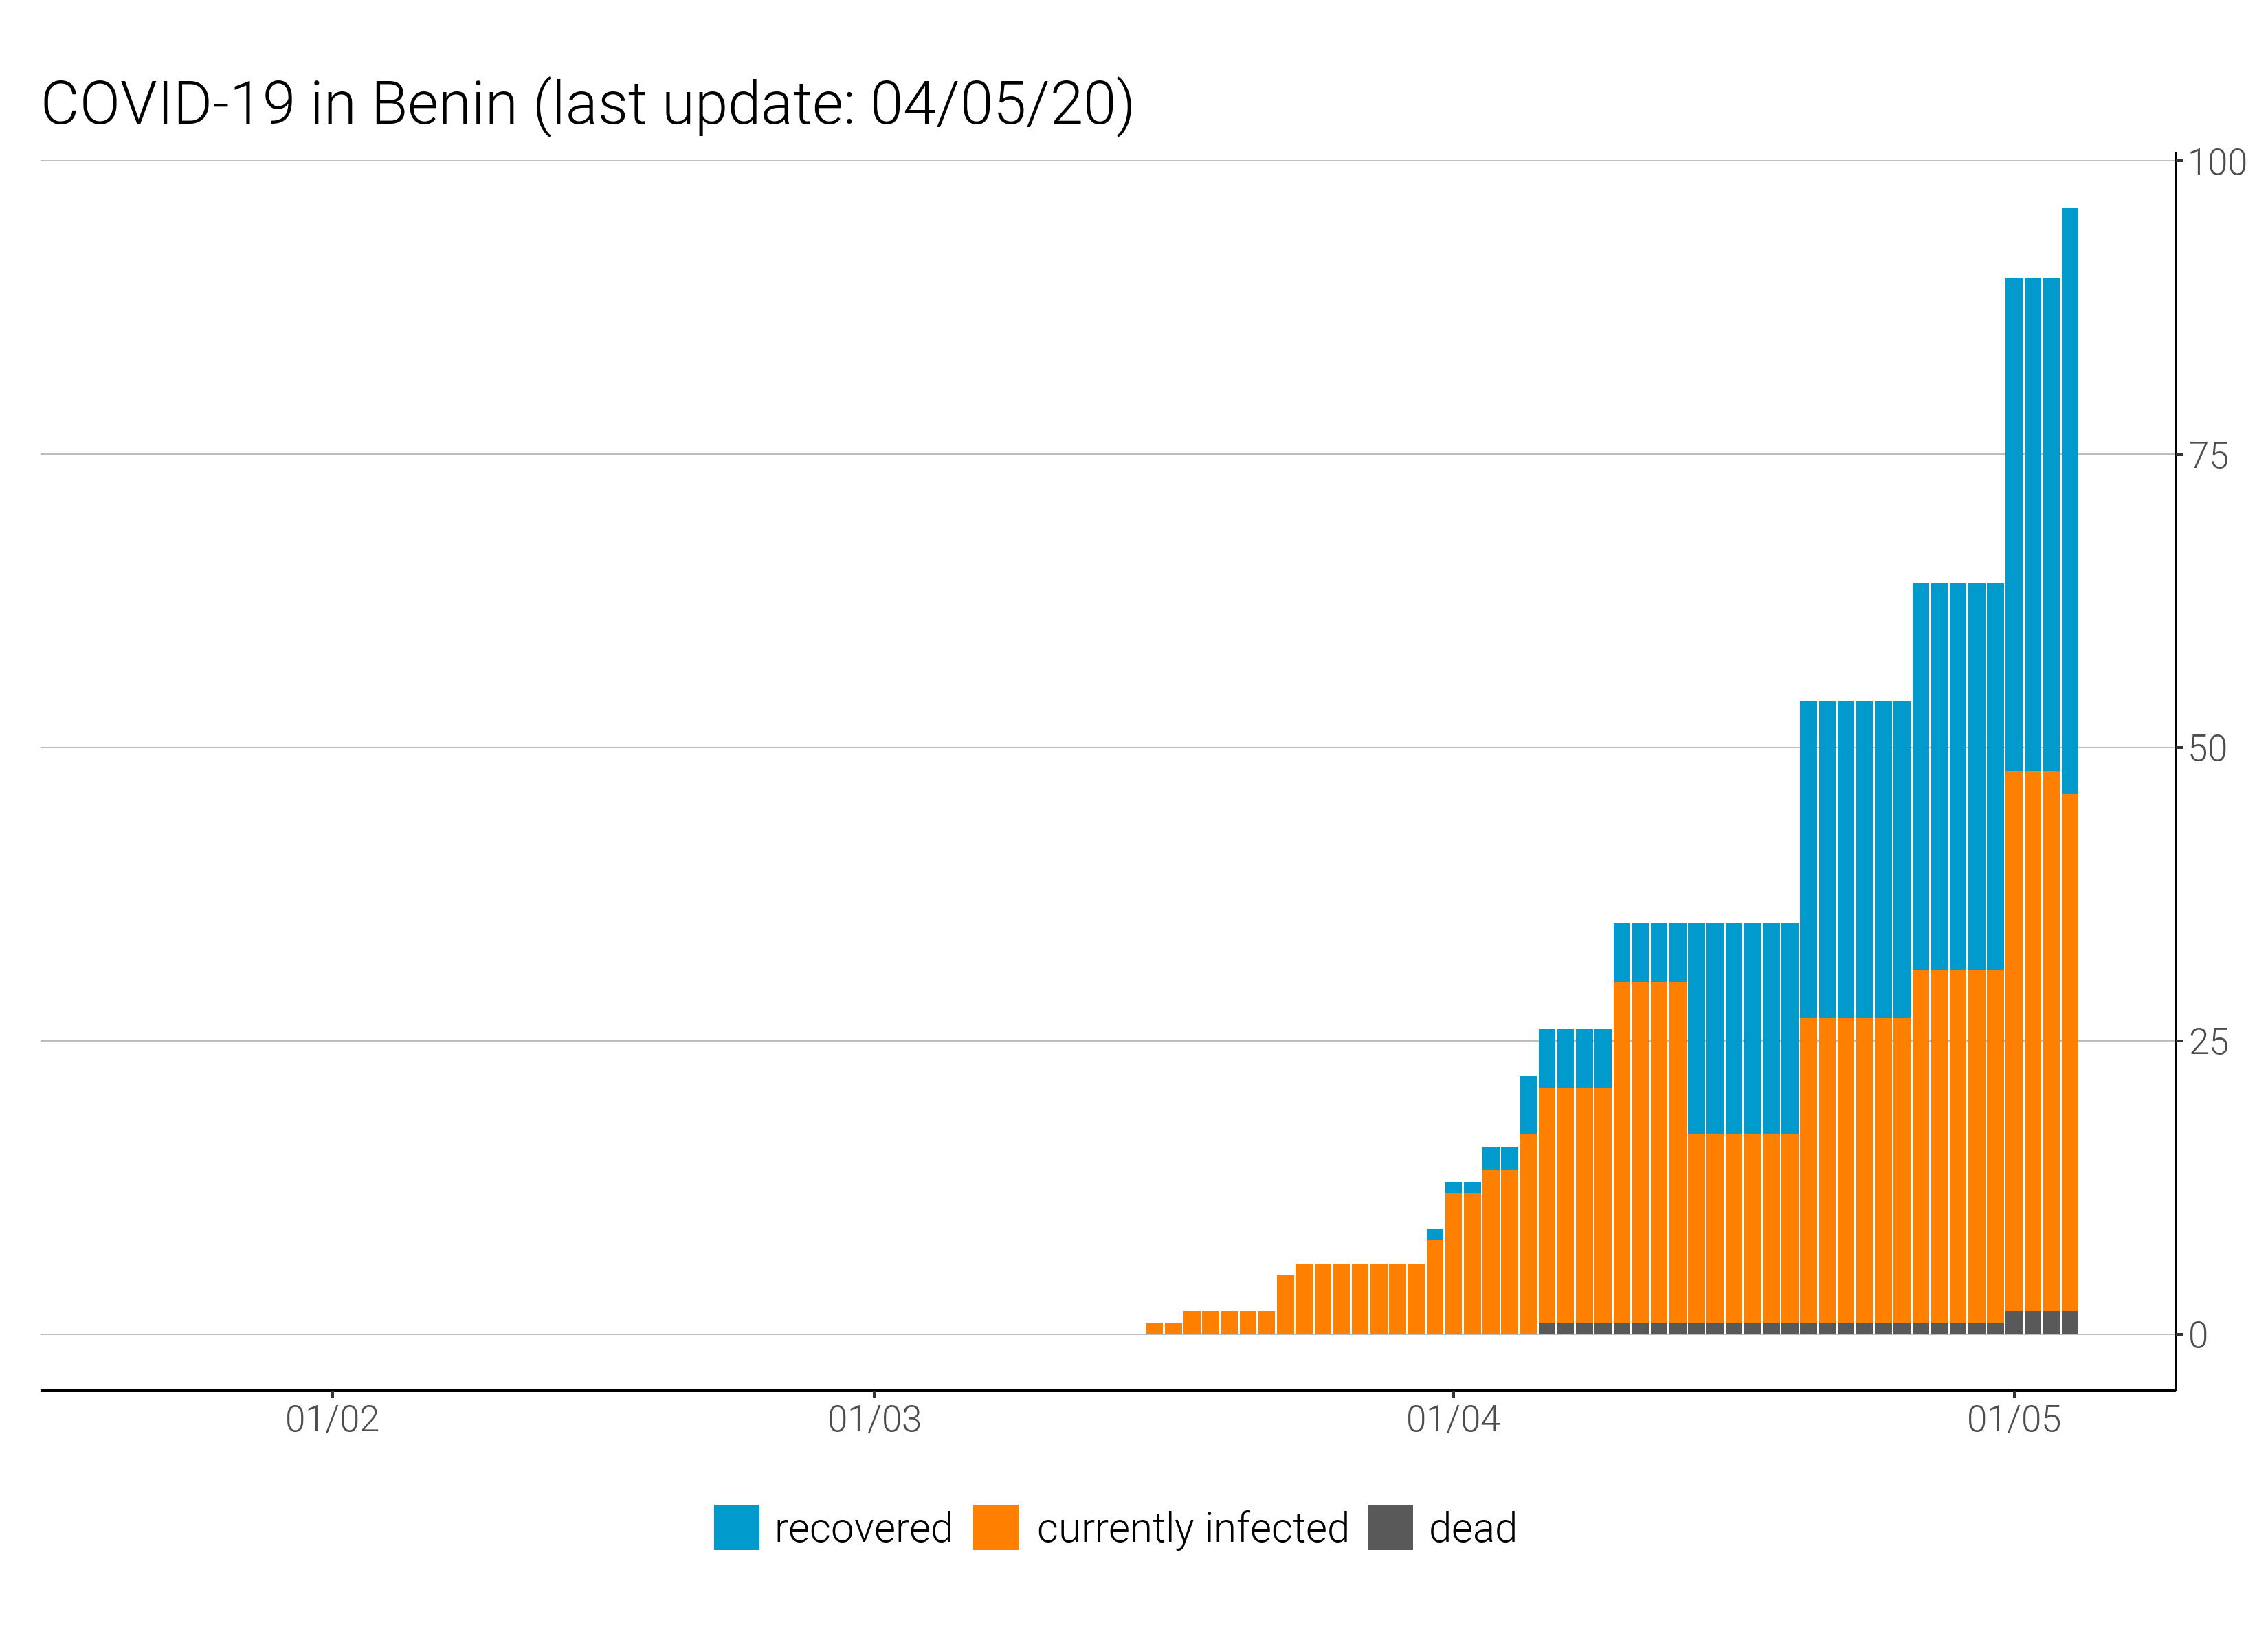 COVID-19 in Benin (last update: 04/05/20)
100
75
50
25
0
01/02 01/03 01/04 01/05
recovered currently infected dead